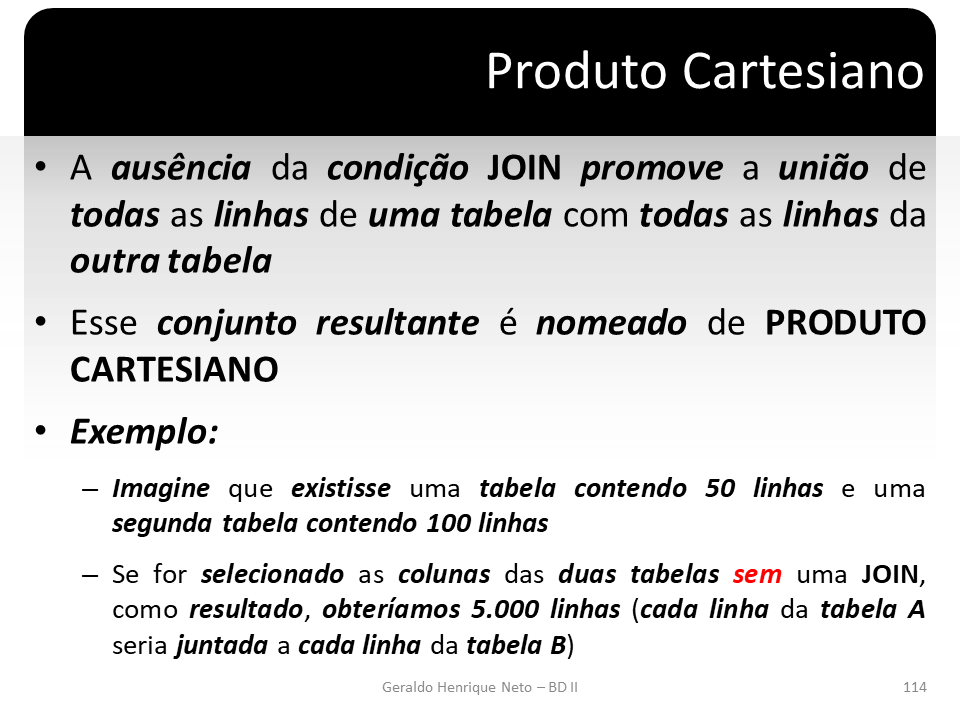 Produto Cartesiano
• A ausência da condição JOIN promove a união de
todas as linhas de uma tabela com todas as linhas da
outra tabela
• Esse conjunto resultante é nomeado de PRODUTO
CARTESIANO
• Exemplo:
– Imagine que existisse uma tabela contendo 50 linhas e uma
segunda tabela contendo 100 linhas
– Se for selecionado as colunas das duas tabelas sem uma JOIN,
como resultado, obteríamos 5.000 linhas (cada linha da tabela A
seria juntada a cada linha da tabela B)
Geraldo Henrique Neto – BD II
114